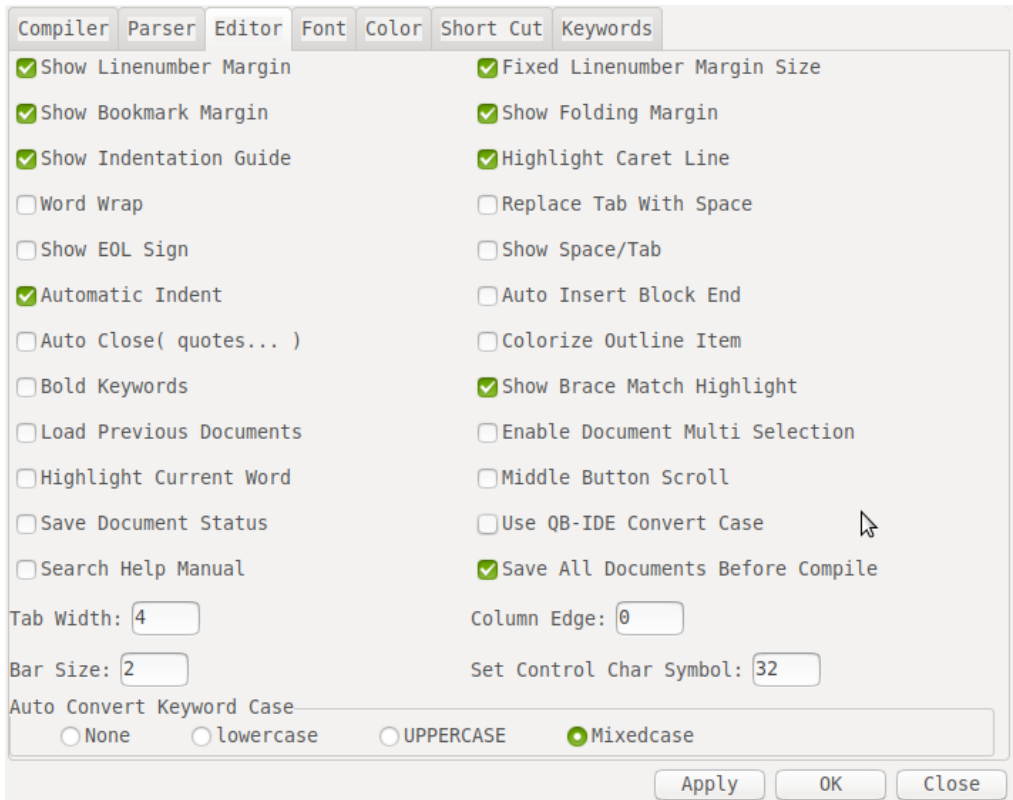 Compiler Parser Editor Font Color Short Cut Keywords
Show Linenumber Margin Fixed Linenumber Margin Size
Show Bookmark Margin Show Folding Margin
Show Indentation Guide Highlight Caret Line
Word Wrap Replace Tab With Space
Show EOL Sign Show Space/Tab
Automatic Indent Auto Insert Block End
Auto Close( quotes... ) Colorize Outline Item
Bold Keywords Show Brace Match Highlight
Load Previous Documents Enable Document Multi Selection
Highlight Current Word Middle Button Scroll
Save Document Status Use QB-IDE Convert Case
Search Help Manual Save All Documents Before Compile
Tab Width: 4 Column Edge: 0
Bar Size: 2 Set Control Char Symbol: 32
Auto Convert Keyword Case
None lowercase UPPERCASE Mixedcase
Apply OK Close